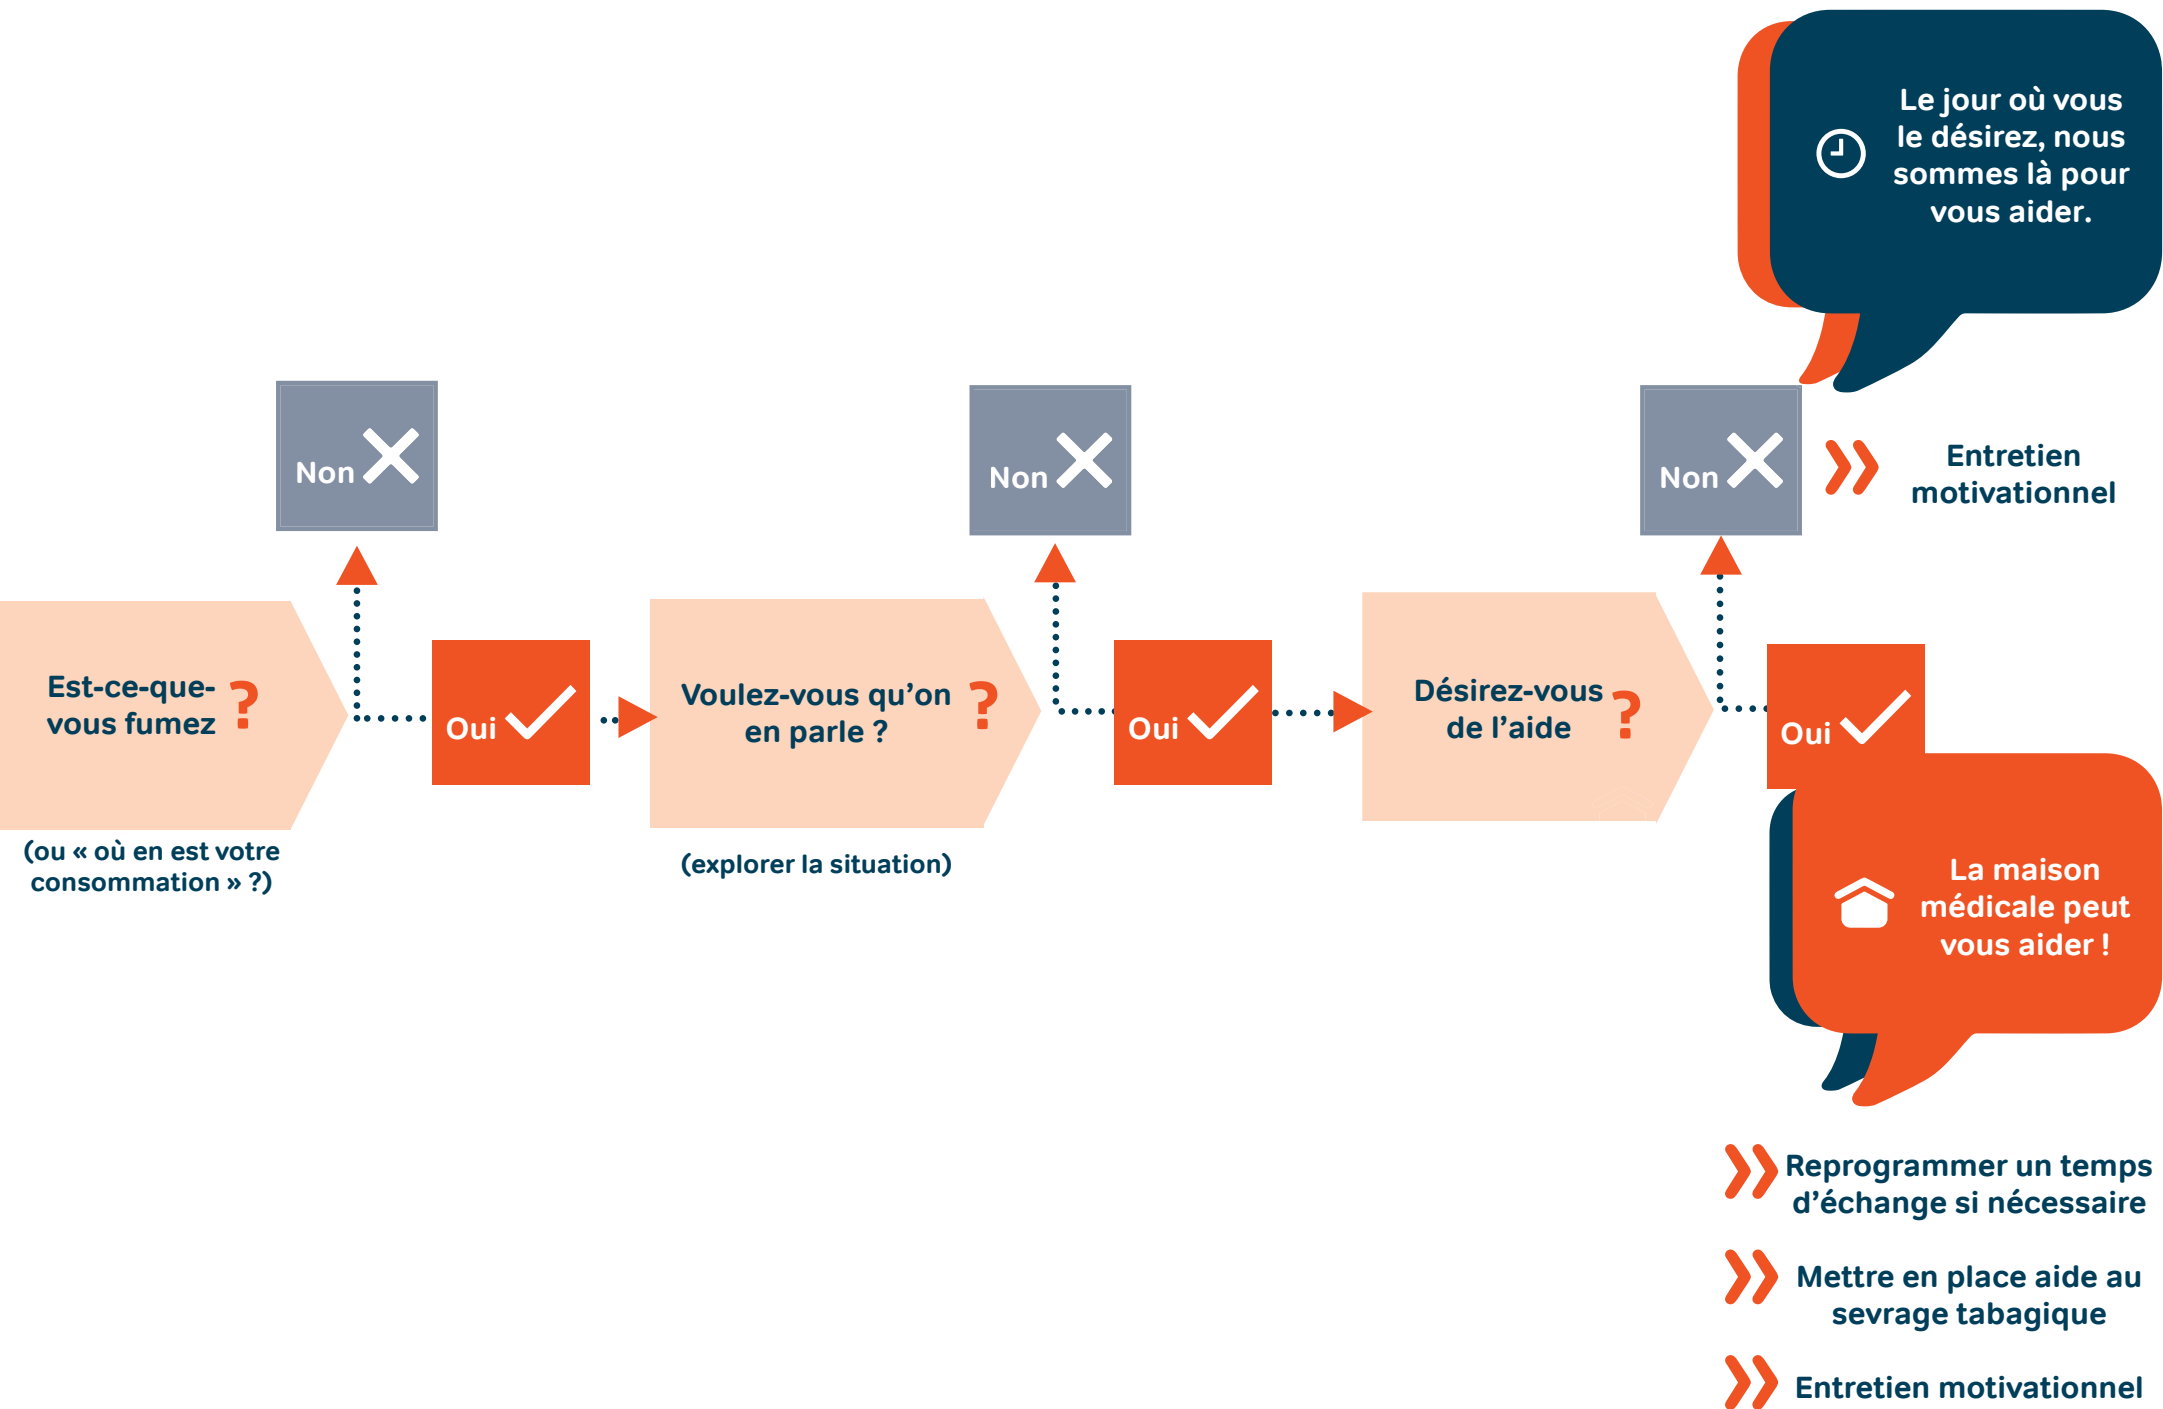 Est-ce-que-
vous fumez ?
(ou « où en est votre
consommation » ?)
Non
Oui
Voulez-vous qu’on
en parle ? ?
(explorer la situation)
Non
Oui
Désirez-vous
de l’aide ?
Non
Le jour où vous
le désirez, nous
sommes là pour
vous aider.
Entretien
motivationnel
Oui
La maison
médicale peut
vous aider !
Reprogrammer un temps
d’échange si nécessaire
Mettre en place aide au
sevrage tabagique
Entretien motivationnel